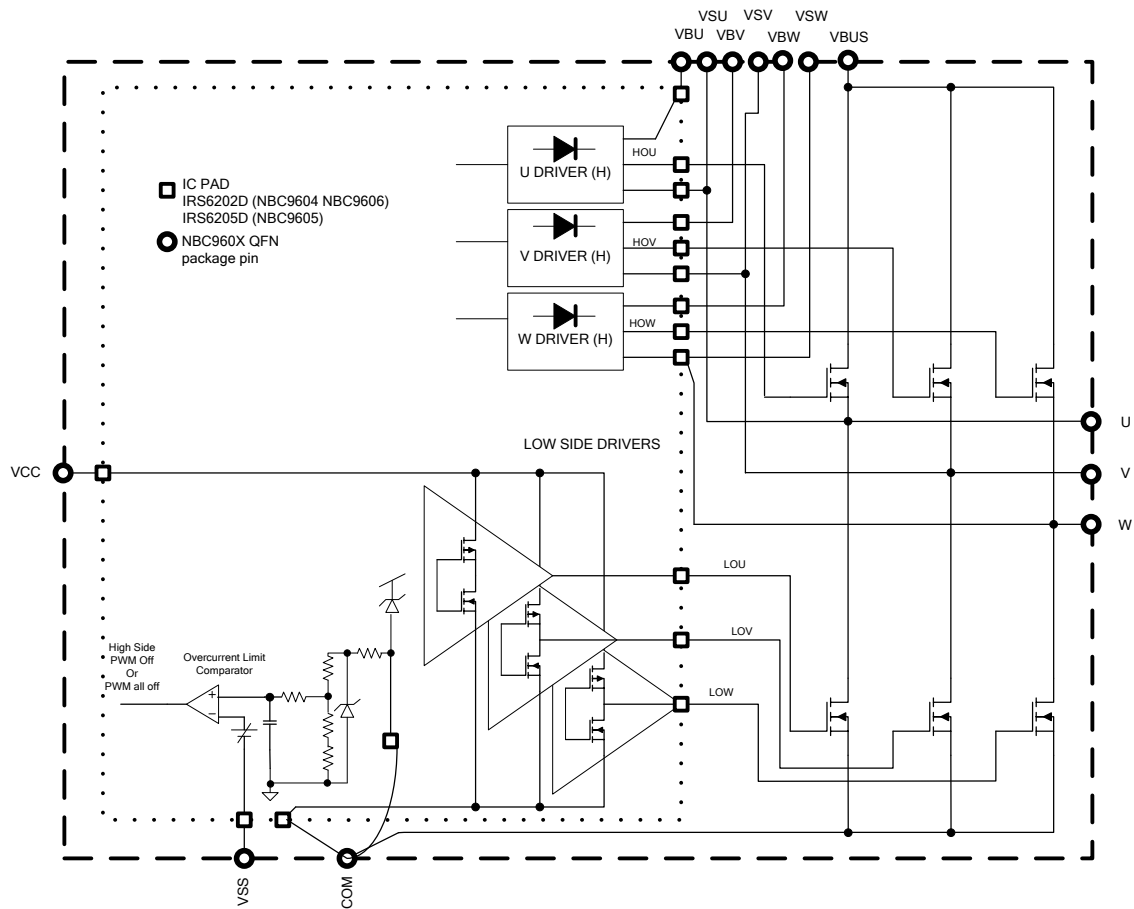 VSU
VSV
VSW
VBU
VBV
VBW
VBUS
IC PAD
IRS6202D (NBC9604 NBC9606)
IRS6205D (NBC9605)
NBC960X QFN
package pin
U DRIVER (H)
HOU
V DRIVER (H)
HOV
W DRIVER (H)
HOW
U
V
W
VCC
LOW SIDE DRIVERS
LOU
LOV
LOW
High Side
PWM Off
Or
PWM all off
Overcurrent Limit
Comparator
+
−
VSS
COM